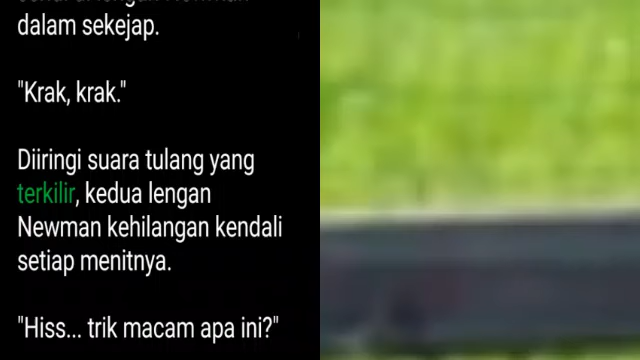 dalam sekejap.
"Krak, krak."
Diiringi suara tulang yang
terkilir, kedua lengan
Newman kehilangan kendali
setiap menitnya.
"Hiss... trik macam apa ini?"